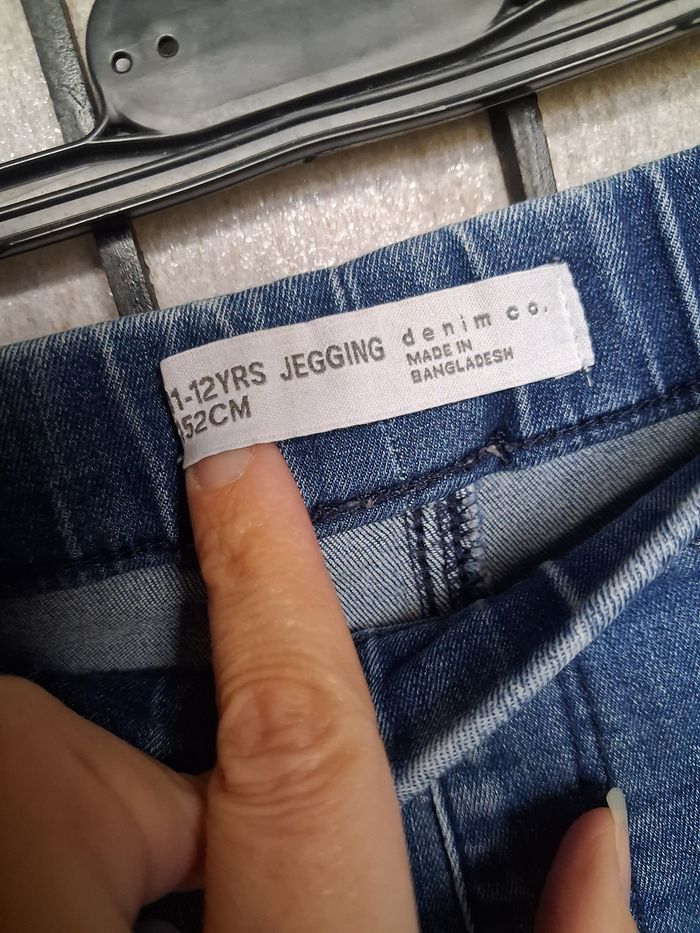 1-12YRS JEGGING denim co.
52CM
MADE IN
BANGLADESH